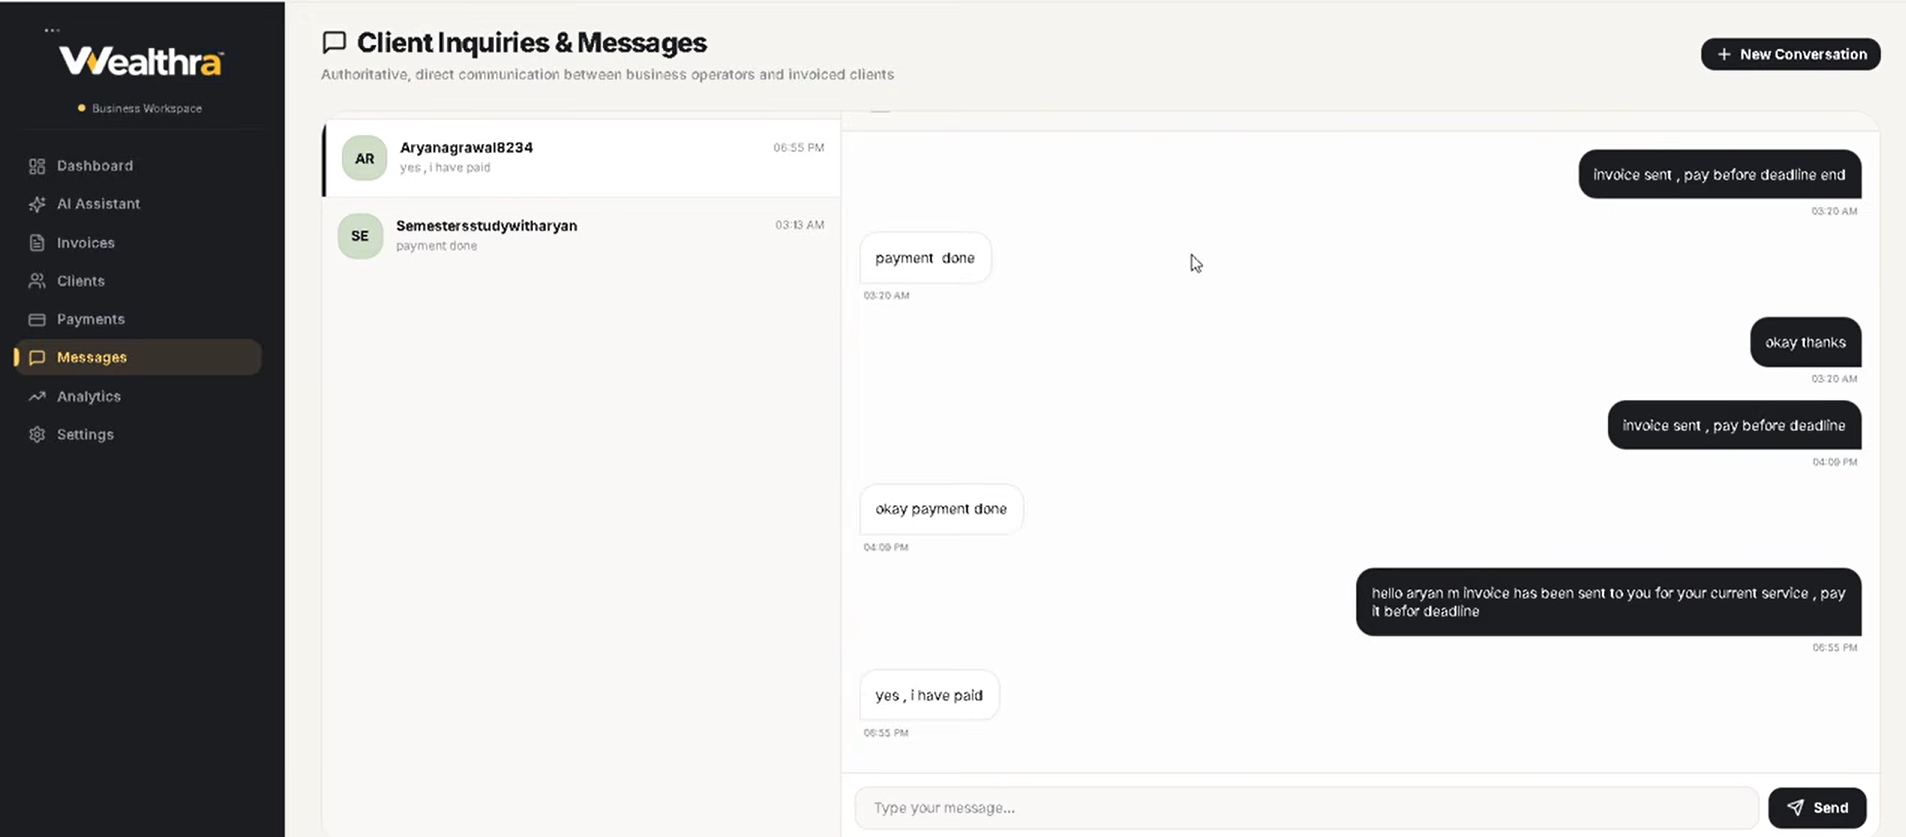 Wealthra™
Business Workspace
Dashboard
AI Assistant
Invoices
Clients
Payments
Messages
Analytics
Settings
Client Inquiries & Messages
Authoritative, direct communication between business operators and invoiced clients
+ New Conversation
AR
Aryanagrawal8234
06:55 PM
yes , i have paid
SE
Semestersstudywitharyan
03:13 AM
payment done
invoice sent , pay before deadline end
03:20 AM
payment done
03:20 AM
okay thanks
03:20 AM
invoice sent , pay before deadline
04:09 PM
okay payment done
04:09 PM
hello aryan m invoice has been sent to you for your current service , pay
it befor deadline
06:55 PM
yes , i have paid
06:55 PM
Type your message...
Send